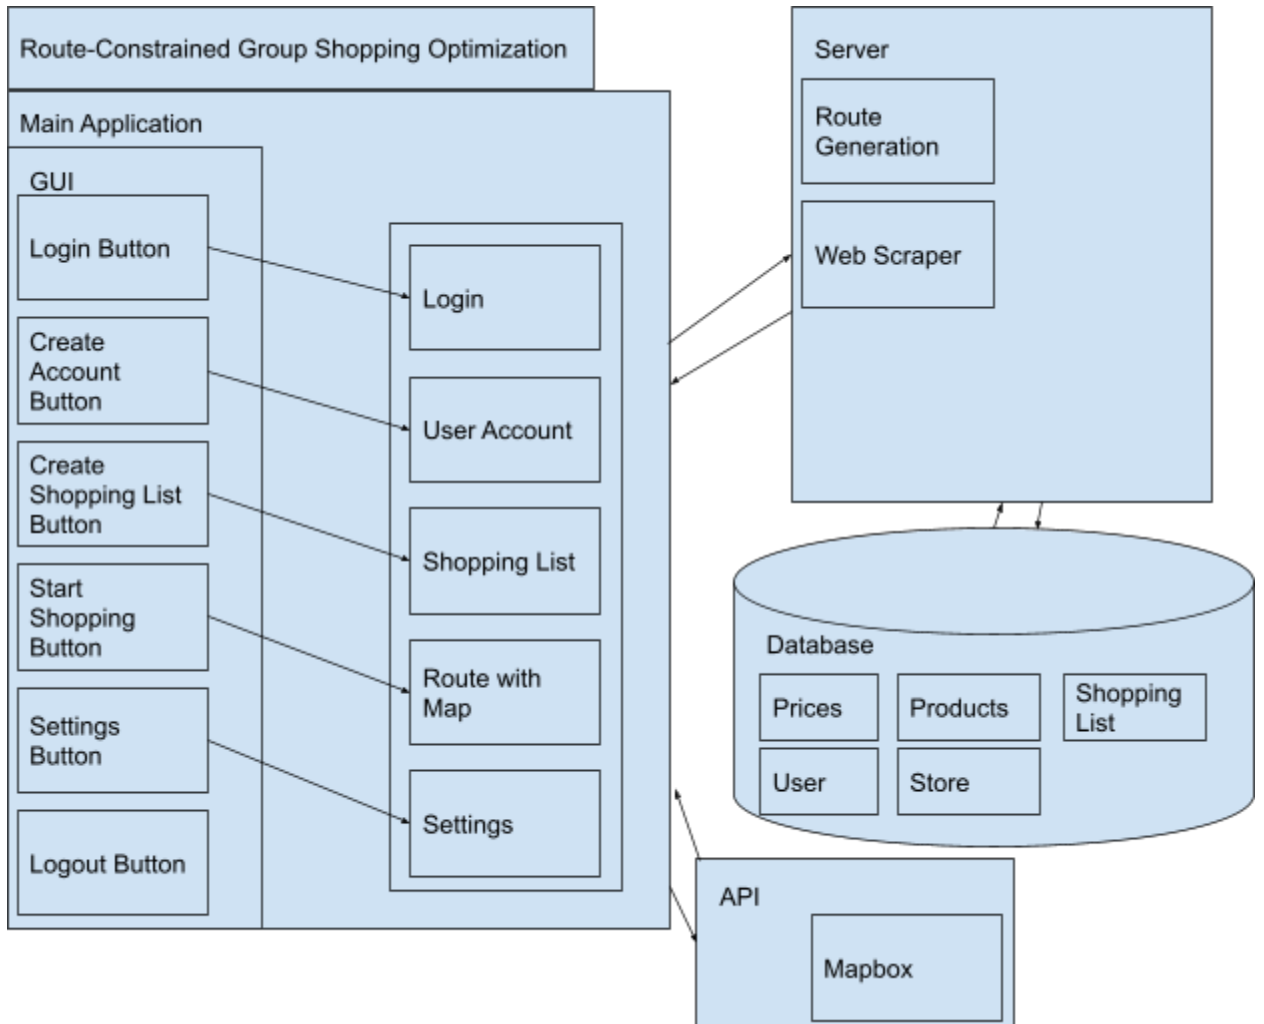 Route-Constrained Group Shopping Optimization
Main Application
GUI
Login Button
Create
Account
Button
Create
Shopping List
Button
Start
Shopping
Button
Settings
Button
Logout Button
Login
User Account
Shopping List
Route with
Map
Settings
Server
Route
Generation
Web Scraper
Database
Prices
Products
Shopping
List
User
Store
API
Mapbox